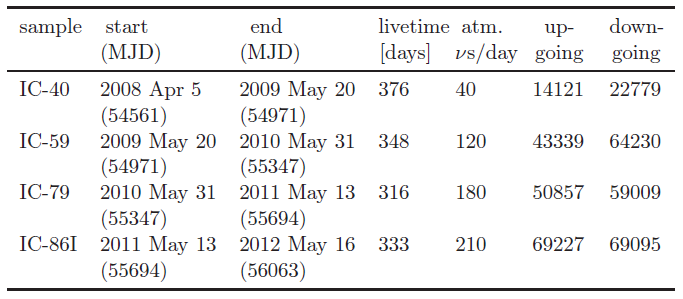 sample start end livetime atm. up- down-
(MJD) (MJD) [days] νs/day going going
IC-40 2008 Apr 5 2009 May 20 376 40 14121 22779
(54561) (54971)
IC-59 2009 May 20 2010 May 31 348 120 43339 64230
(54971) (55347)
IC-79 2010 May 31 2011 May 13 316 180 50857 59009
(55347) (55694)
IC-86I 2011 May 13 2012 May 16 333 210 69227 69095
(55694) (56063)